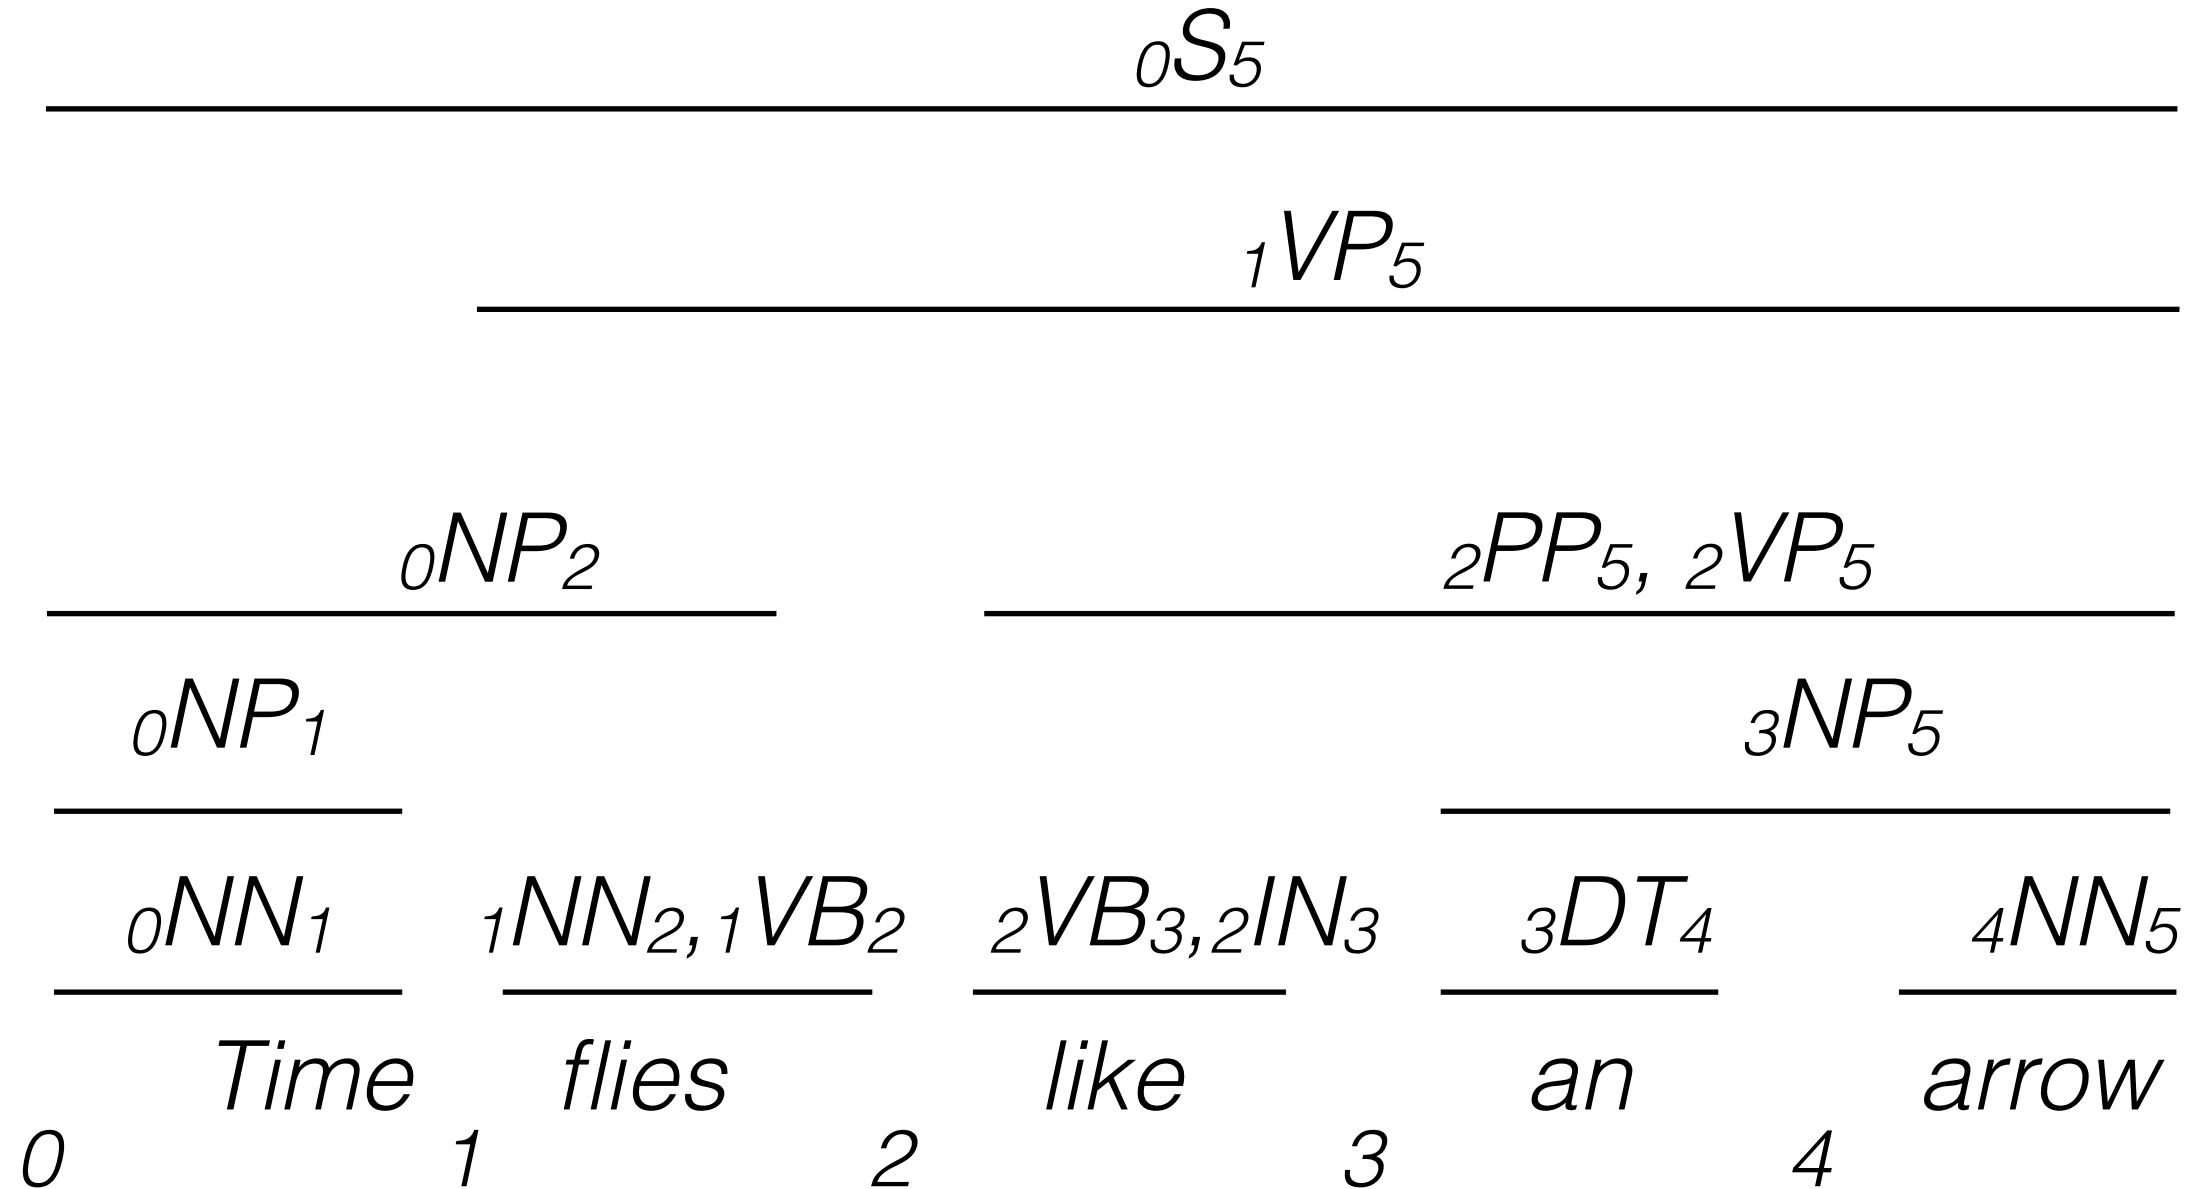 0S5
1VP5
0NP2 2PP5, 2VP5
0NP1 3NP5
0NN1 1NN2,1VB2 2VB3,2IN3 3DT4 4NN5
Time flies like an arrow
0 1 2 3 4